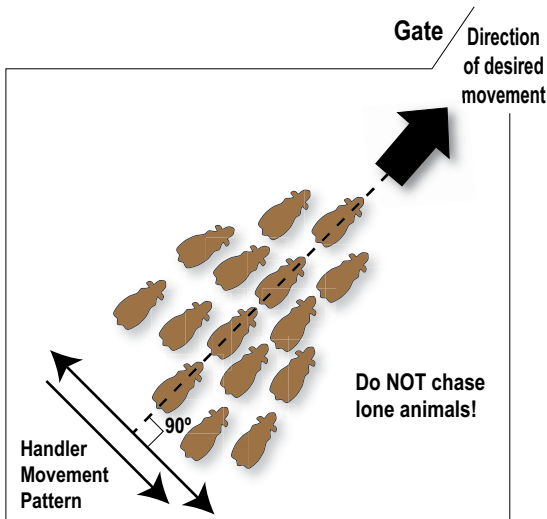 Gate
Direction
of desired
movement
Do NOT chase
lone animals!
90º
Handler
Movement
Pattern